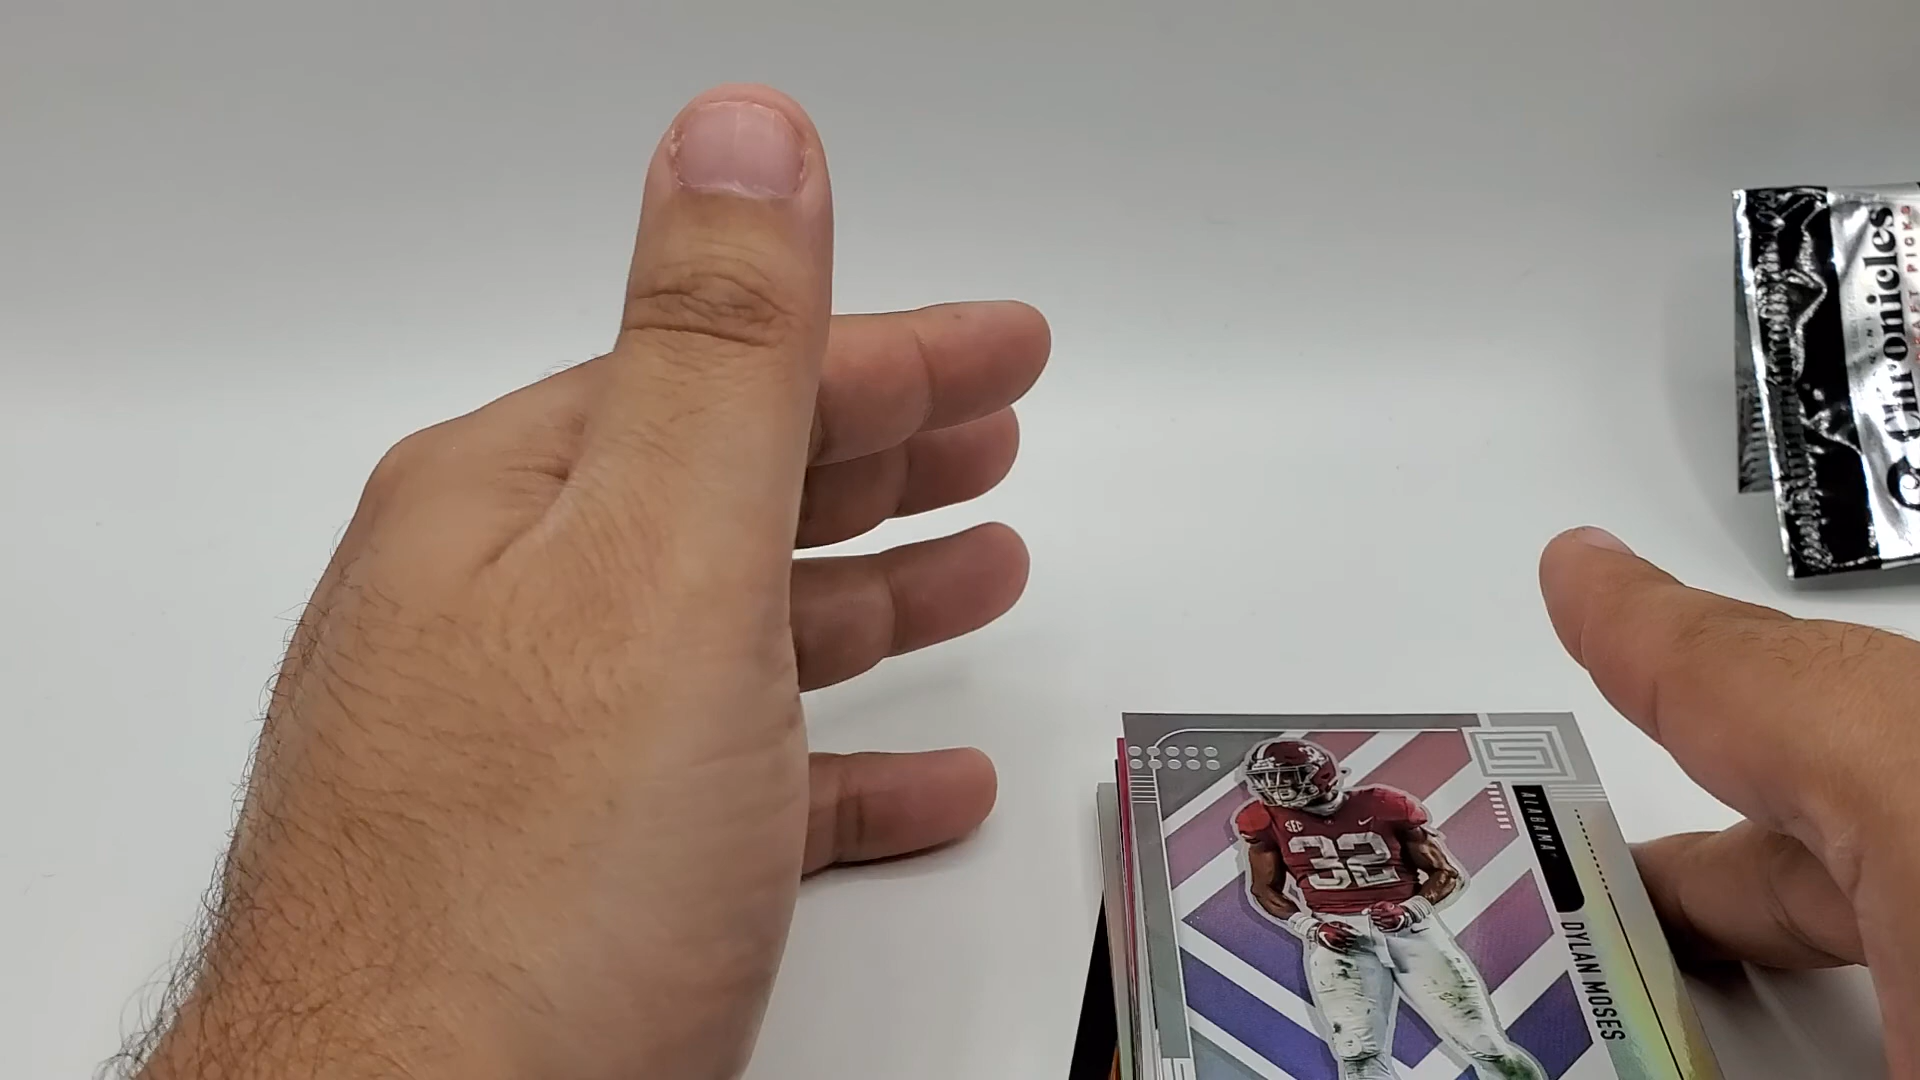 Chronicles
DRAFT PICKS
ALABAMA
DYLAN MOSES
SEC
32